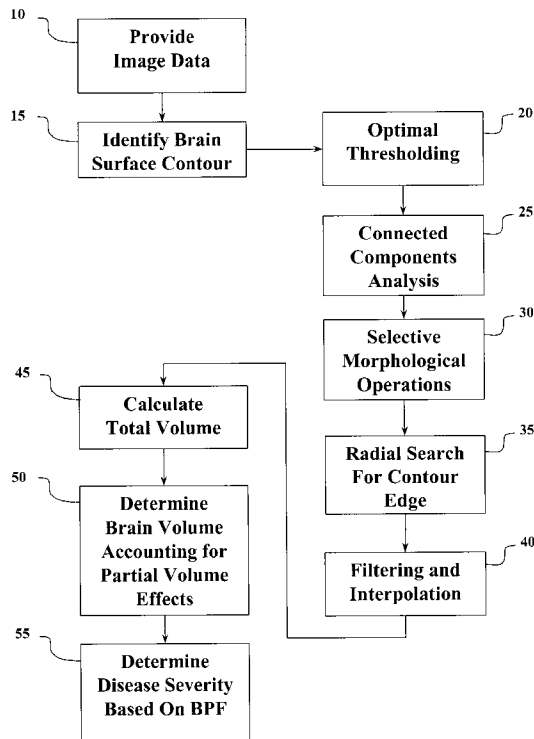 10
Provide
Image Data
15
Identify Brain
Surface Contour
20
Optimal
Thresholding
25
Connected
Components
Analysis
30
Selective
Morphological
Operations
35
Radial Search
For Contour
Edge
40
Filtering and
Interpolation
45
Calculate
Total Volume
50
Determine
Brain Volume
Accounting for
Partial Volume
Effects
55
Determine
Disease Severity
Based On BPF